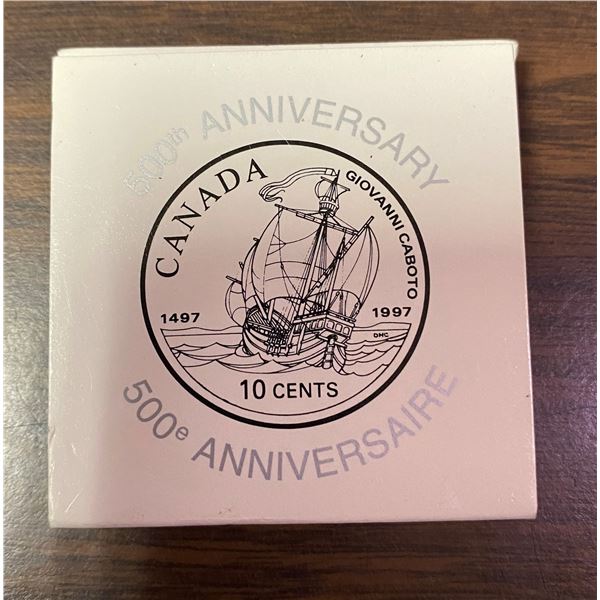 500th ANNIVERSARY
CANADA
GIOVANNI CABOTO
1497
1997
DHC
10 CENTS
500e ANNIVERSAIRE